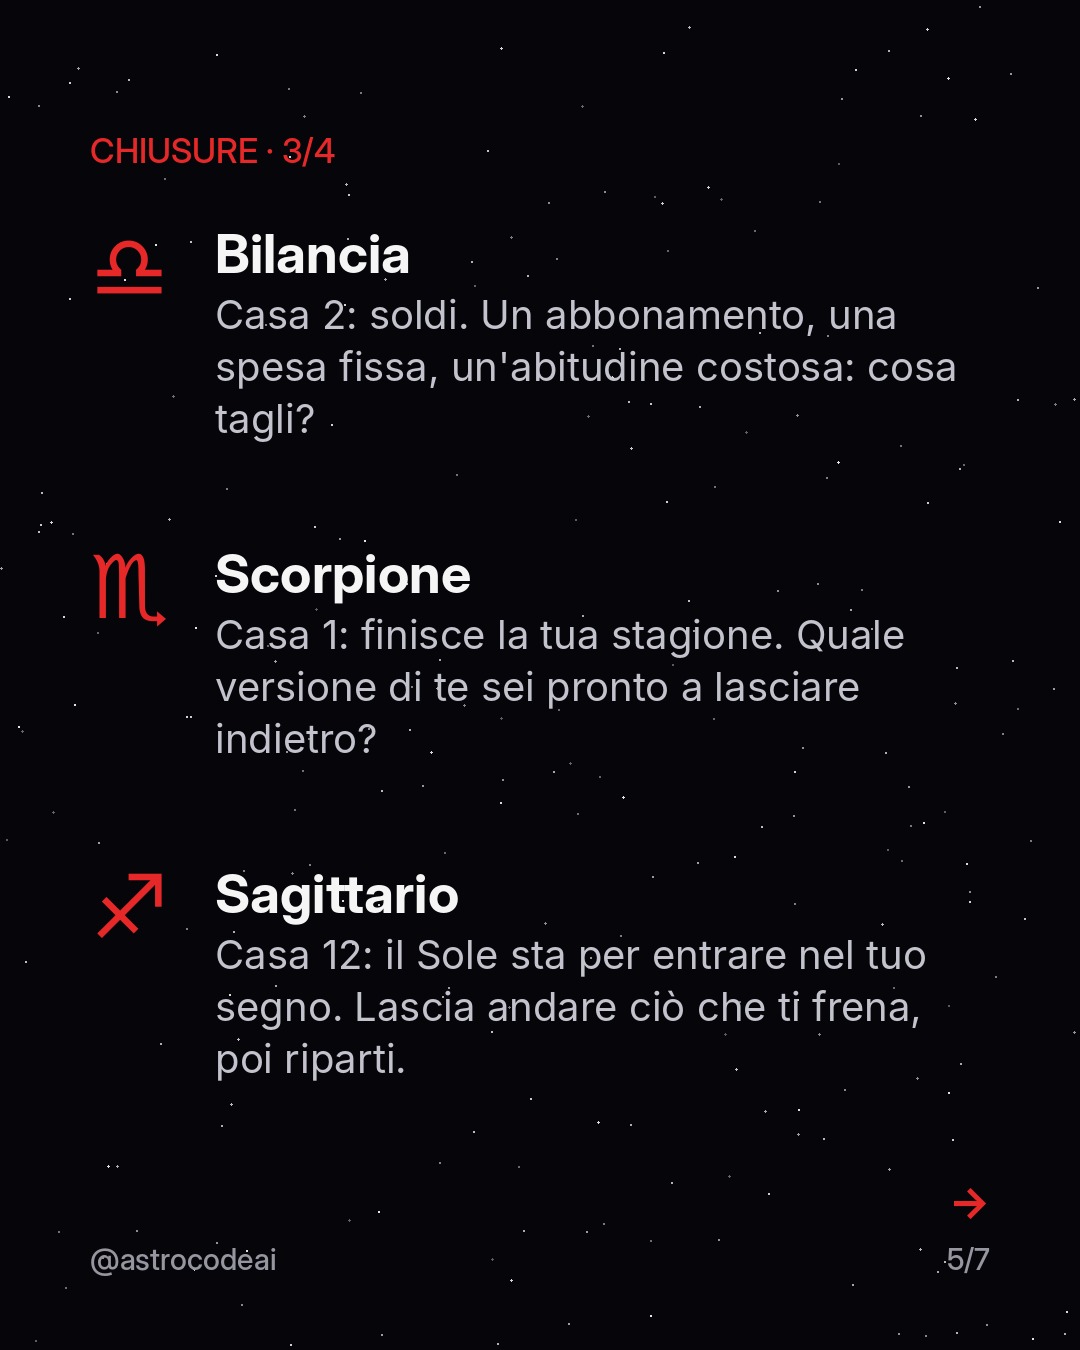 CHIUSURE · 3/4
♎ Bilancia
Casa 2: soldi. Un abbonamento, una
spesa fissa, un'abitudine costosa: cosa
tagli?
♏ Scorpione
Casa 1: finisce la tua stagione. Quale
versione di te sei pronto a lasciare
indietro?
♐ Sagittario
Casa 12: il Sole sta per entrare nel tuo
segno. Lascia andare ciò che ti frena,
poi riparti.
→
@astrocodeai
5/7